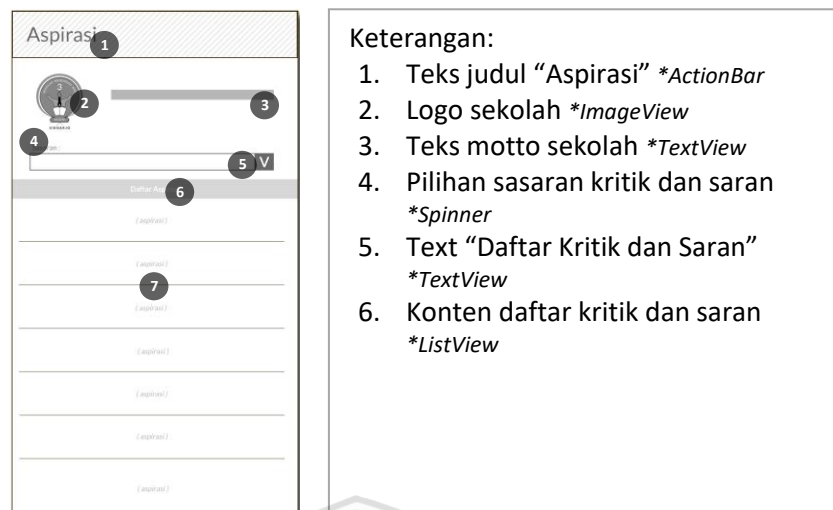 Aspirasi
1
3
2
3
4
5
V
6
( aspirasi )
( aspirasi )
7
( aspirasi )
( aspirasi )
( aspirasi )
( aspirasi )
( aspirasi )
Keterangan:
1. Teks judul “Aspirasi” *ActionBar
2. Logo sekolah *ImageView
3. Teks motto sekolah *TextView
4. Pilihan sasaran kritik dan saran
*Spinner
5. Text “Daftar Kritik dan Saran”
*TextView
6. Konten daftar kritik dan saran
*ListView